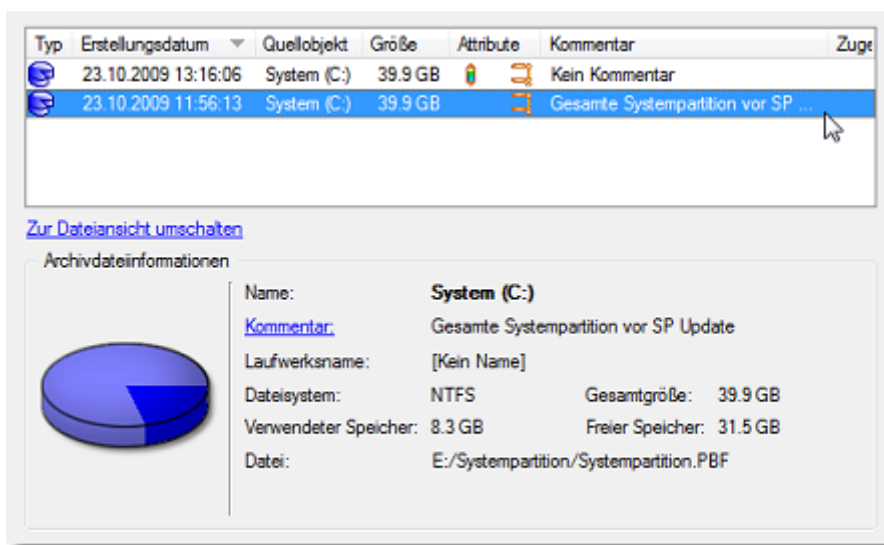 Typ Erstellungsdatum Quellobjekt Größe Attribute Kommentar Zuge
23.10.2009 13:16:06 System (C:) 39.9 GB Kein Kommentar
23.10.2009 11:56:13 System (C:) 39.9 GB Gesamte Systempartition vor SP ...
Zur Dateiansicht umschalten
Archivdateiinformationen
Name: System (C:)
Kommentar: Gesamte Systempartition vor SP Update
Laufwerksname: [Kein Name]
Dateisystem: NTFS Gesamtgröße: 39.9 GB
Verwendeter Speicher: 8.3 GB Freier Speicher: 31.5 GB
Datei: E:/Systempartition/Systempartition.PBF